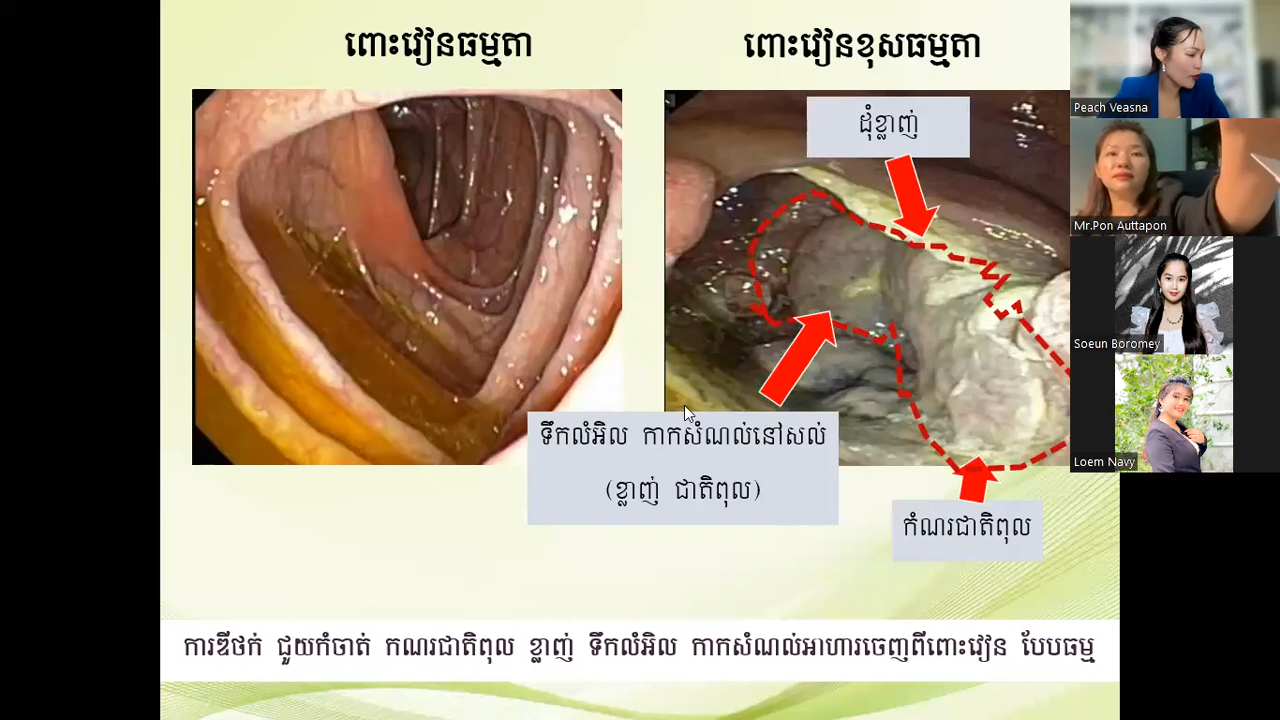 ពោះវៀនធម្មតា
ពោះវៀនខុសធម្មតា
ដុំខ្លាញ់
ទឹករំអិល កាកសំណល់នៅសល់
(ខ្លាញ់ ជាតិពុល)
កំណរជាតិពុល
ការឌីថក់ ជួយកំចាត់ កណរជាតិពុល ខ្លាញ់ ទឹករំអិល កាកសំណល់អាហារចេញពីពោះវៀន បែបធម្ម
Peach Veasna
Mr.Pon Auttapon
Soeun Boromey
Loem Navy